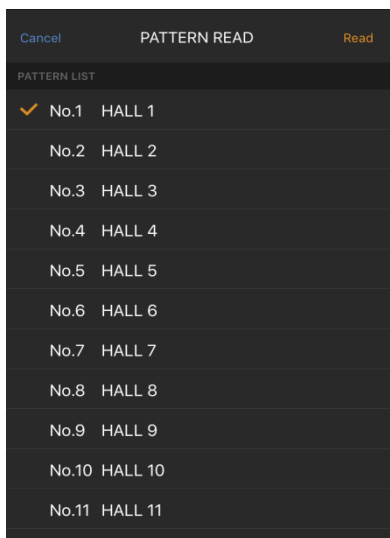 Cancel PATTERN READ Read
PATTERN LIST
No.1 HALL 1
No.2 HALL 2
No.3 HALL 3
No.4 HALL 4
No.5 HALL 5
No.6 HALL 6
No.7 HALL 7
No.8 HALL 8
No.9 HALL 9
No.10 HALL 10
No.11 HALL 11